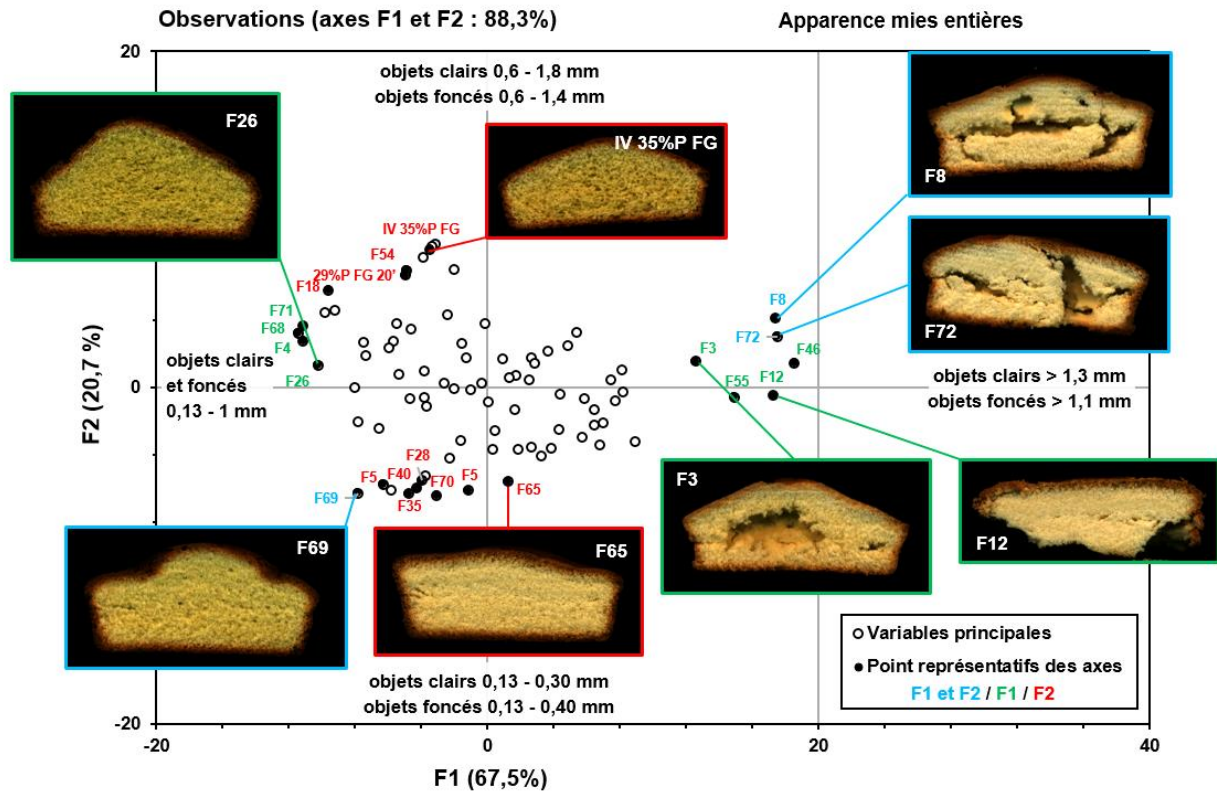 Observations (axes F1 et F2 : 88,3%)
Apparence mies entières
20
objets clairs 0,6 - 1,8 mm
objets foncés 0,6 - 1,4 mm
F26
IV 35%P FG
F8
F72
IV 35%P FG
F54
29%P FG 20'
F18
F71
F68
F4
F26
F8
F72
F46
F3
F55
F12
objets clairs
et foncés
0,13 - 1 mm
objets clairs > 1,3 mm
objets foncés > 1,1 mm
0
F2 (20,7 %)
F28
F5
F40
F70
F5
F69
F35
F65
F69
F65
F3
F12
objets clairs 0,13 - 0,30 mm
objets foncés 0,13 - 0,40 mm
Variables principales
Point représentifs des axes
F1 et F2 / F1 / F2
-20
-20
0
20
40
F1 (67,5%)